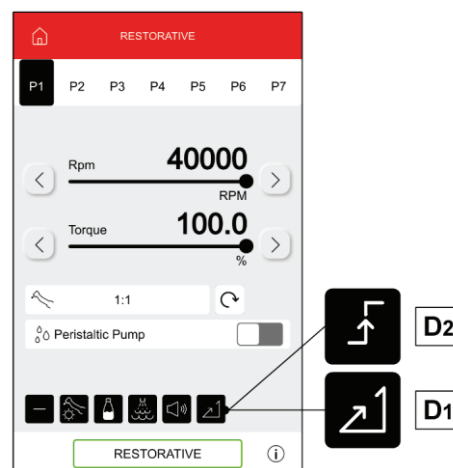 RESTORATIVE
P1 P2 P3 P4 P5 P6 P7
Rpm 40000
RPM
Torque 100.0
%
1:1
Peristaltic Pump
D2
D1
RESTORATIVE
i